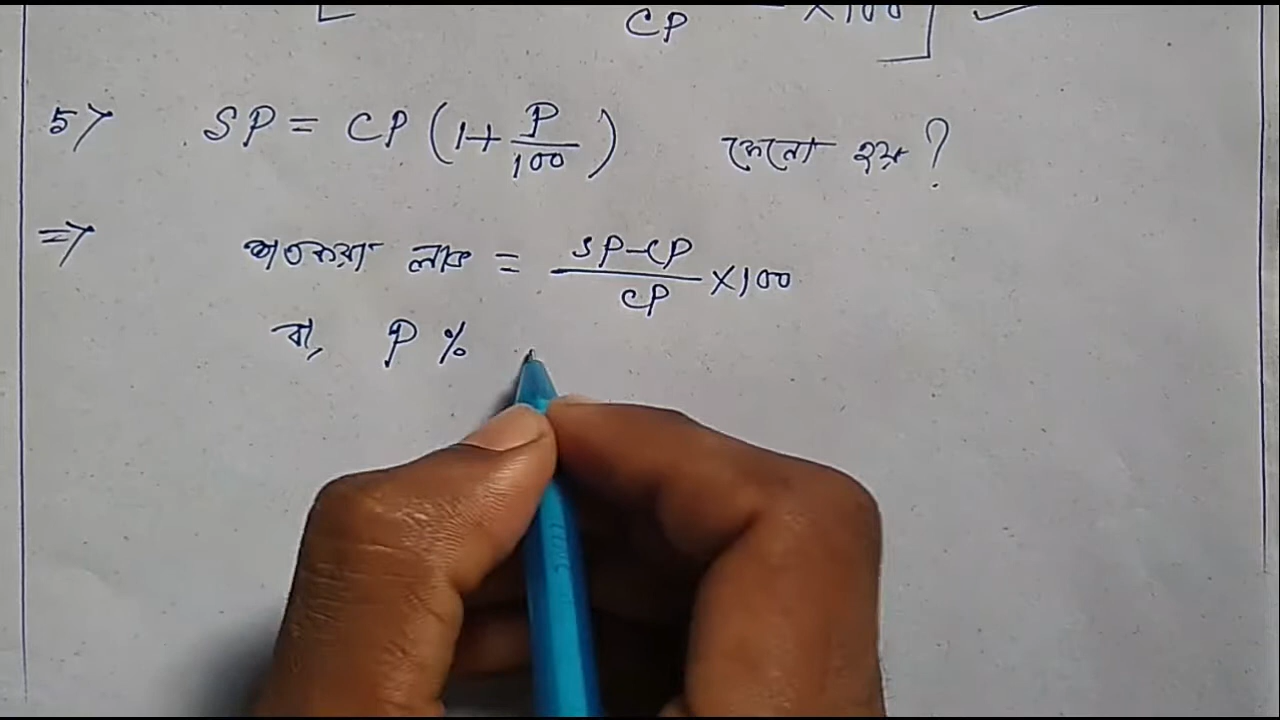 CP ×100] ✓
5> SP = CP (1 + P/100) কেনো হয়?
=> শতকরা লাভ = SP-CP/CP ×100
বা, P %